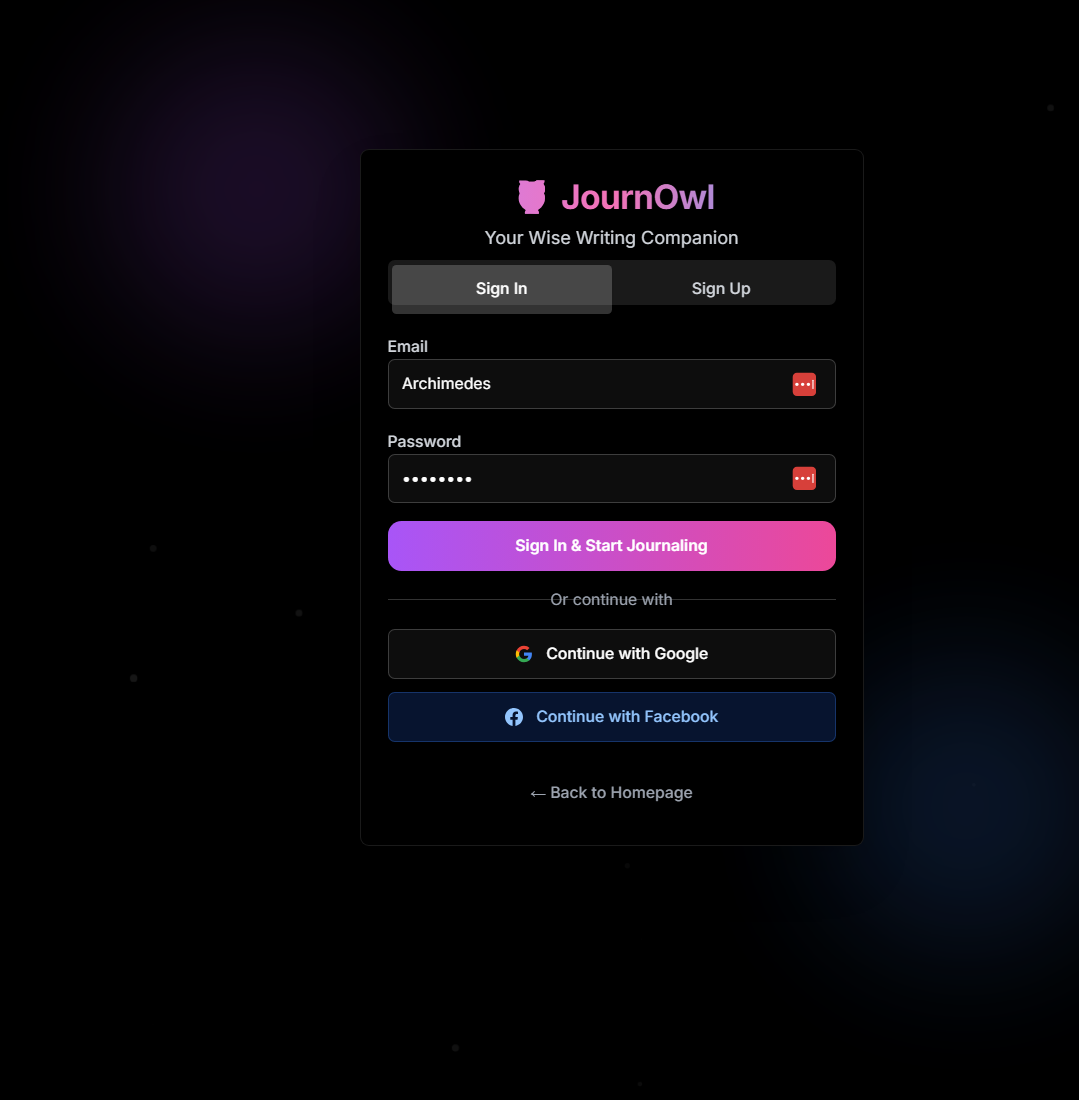 JournOwl
Your Wise Writing Companion
Sign In
Sign Up
Email
Archimedes
Password
••••••••
Sign In & Start Journaling
Or continue with
Continue with Google
Continue with Facebook
← Back to Homepage